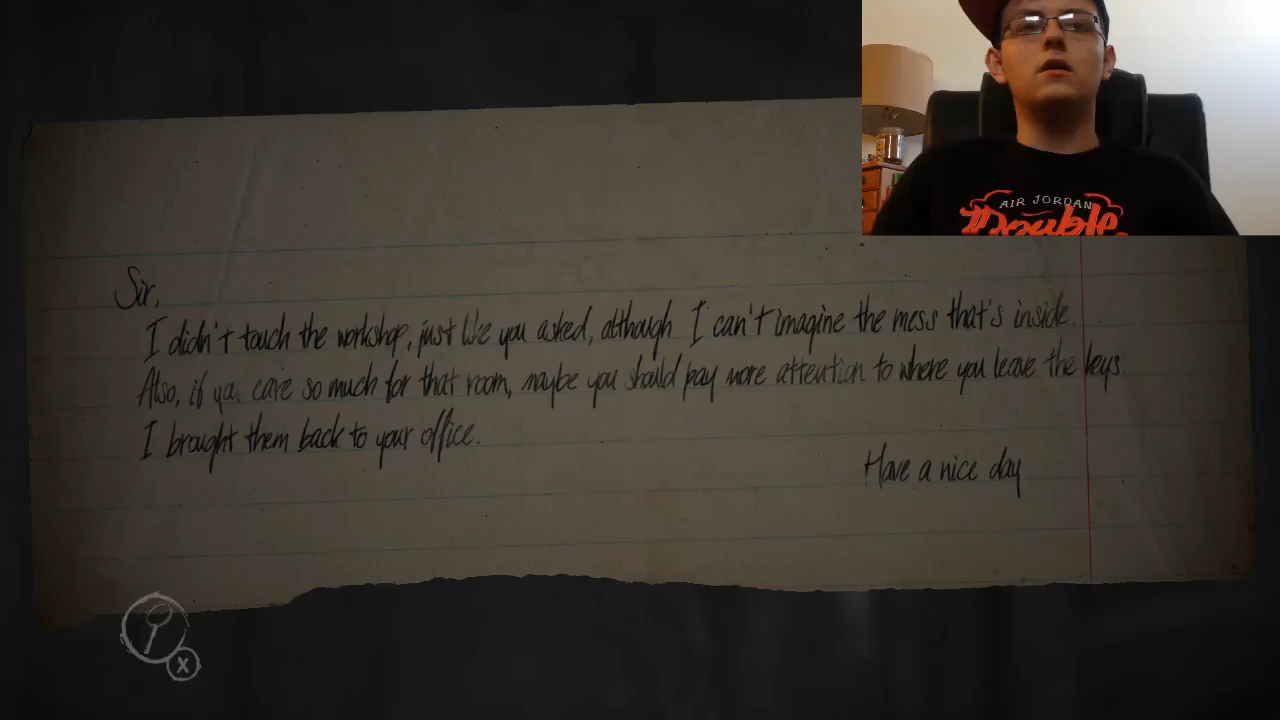 AIR JORDAN
Double
Sir,
I didn't touch the workshop, just like you asked, although I can't imagine the mess that's inside.
Also, if you care so much for that room, maybe you should pay more attention to where you leave the keys.
I brought them back to your office.
Have a nice day
X